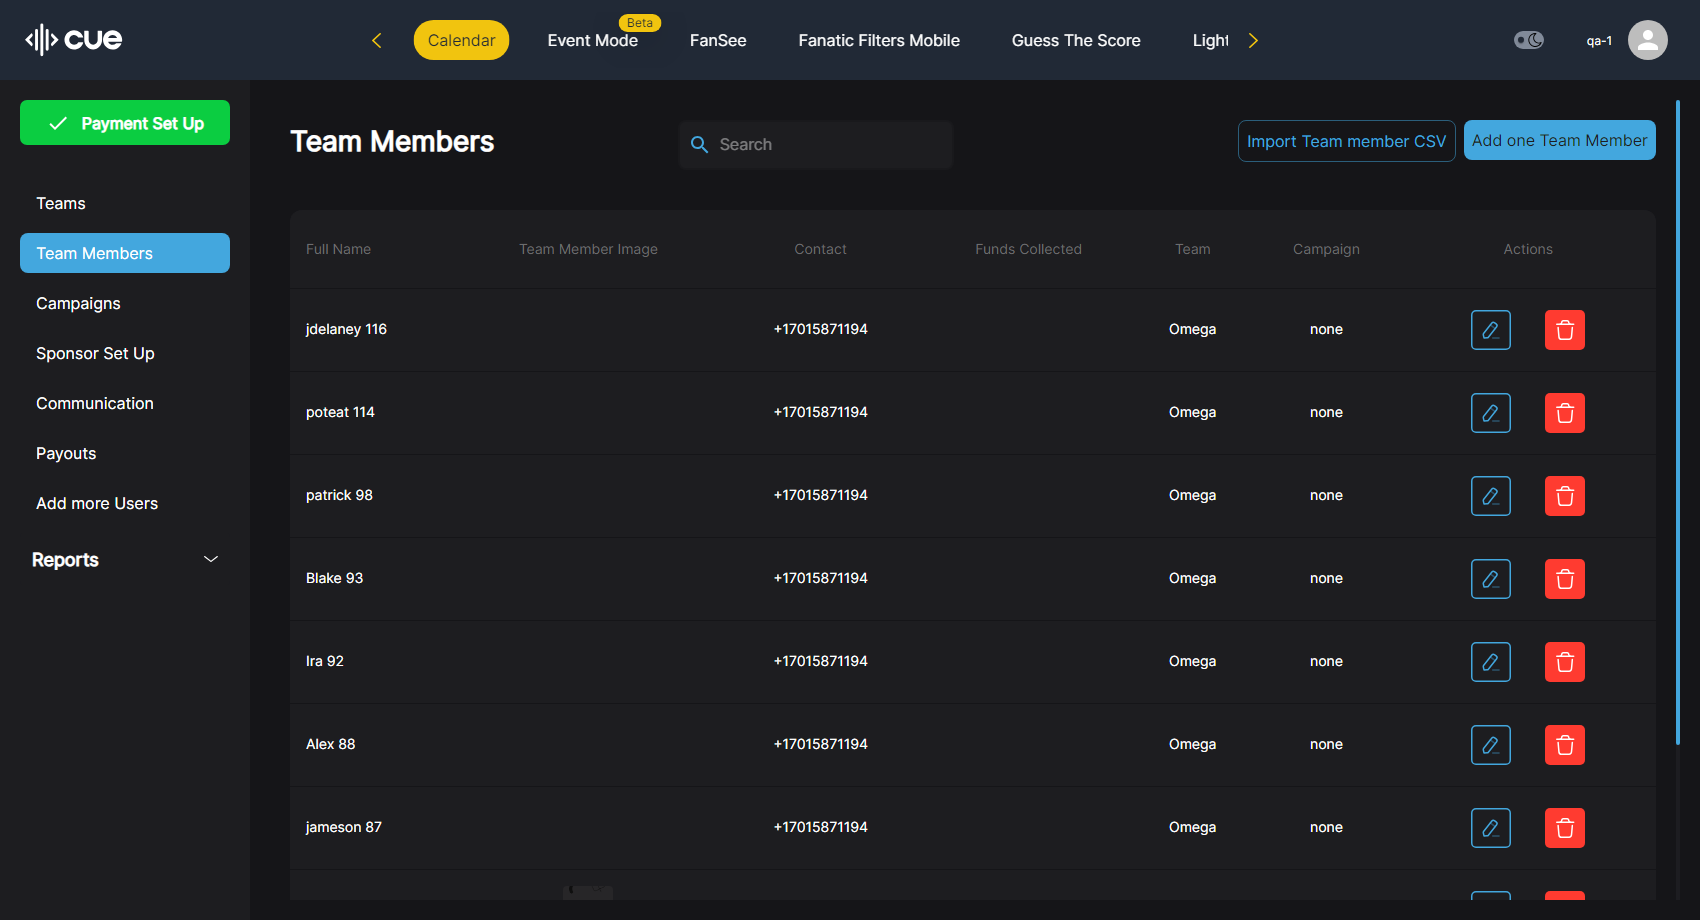 cue
Calendar
Event Mode
Beta
FanSee
Fanatic Filters Mobile
Guess The Score
Light
qa-1
Payment Set Up
Teams
Team Members
Campaigns
Sponsor Set Up
Communication
Payouts
Add more Users
Reports
Team Members
Search
Import Team member CSV
Add one Team Member
Full Name Team Member Image Contact Funds Collected Team Campaign Actions
jdelaney 116 +17015871194 Omega none
poteat 114 +17015871194 Omega none
patrick 98 +17015871194 Omega none
Blake 93 +17015871194 Omega none
Ira 92 +17015871194 Omega none
Alex 88 +17015871194 Omega none
jameson 87 +17015871194 Omega none